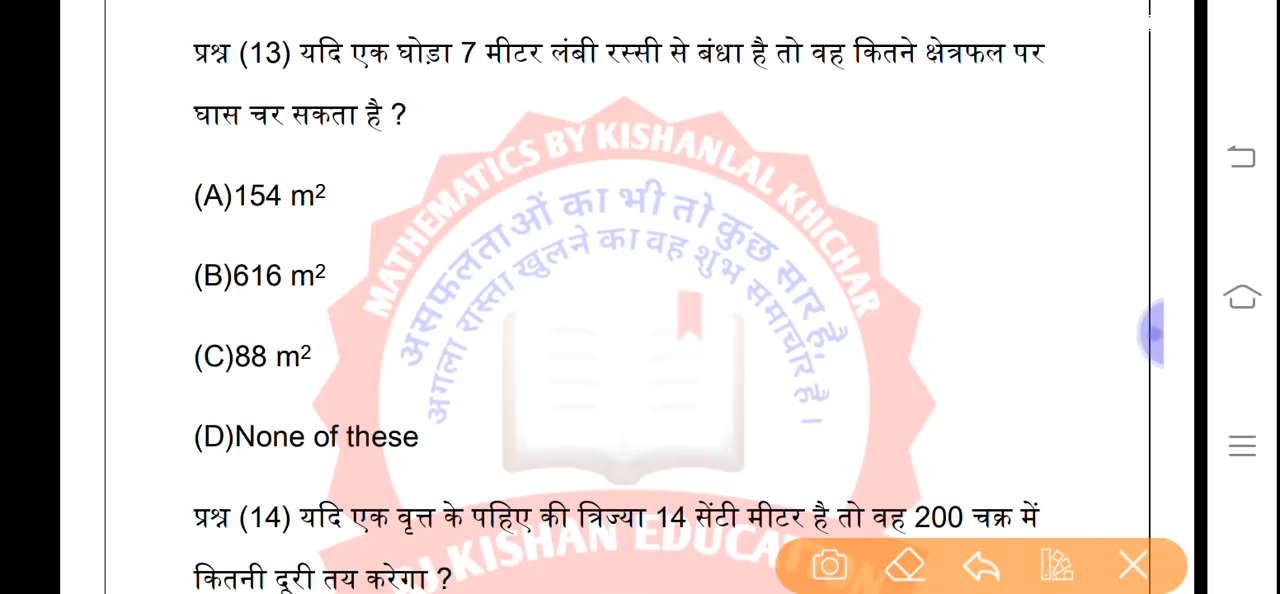 प्रश्न (13) यदि एक घोड़ा 7 मीटर लंबी रस्सी से बंधा है तो वह कितने क्षेत्रफल पर
घास चर सकता है ?
MATHEMATICS BY KISHANLAL KHICHAR
असफलताओं का भी तो कुछ सार है,
अगला रास्ता खुलने का वह शुभ समाचार है ।
(A)154 m²
(B)616 m²
(C)88 m²
(D)None of these
प्रश्न (14) यदि एक वृत्त के पहिए की त्रिज्या 14 सेंटी मीटर है तो वह 200 चक्र में
कितनी दूरी तय करेगा ?
KISHAN EDUCATION